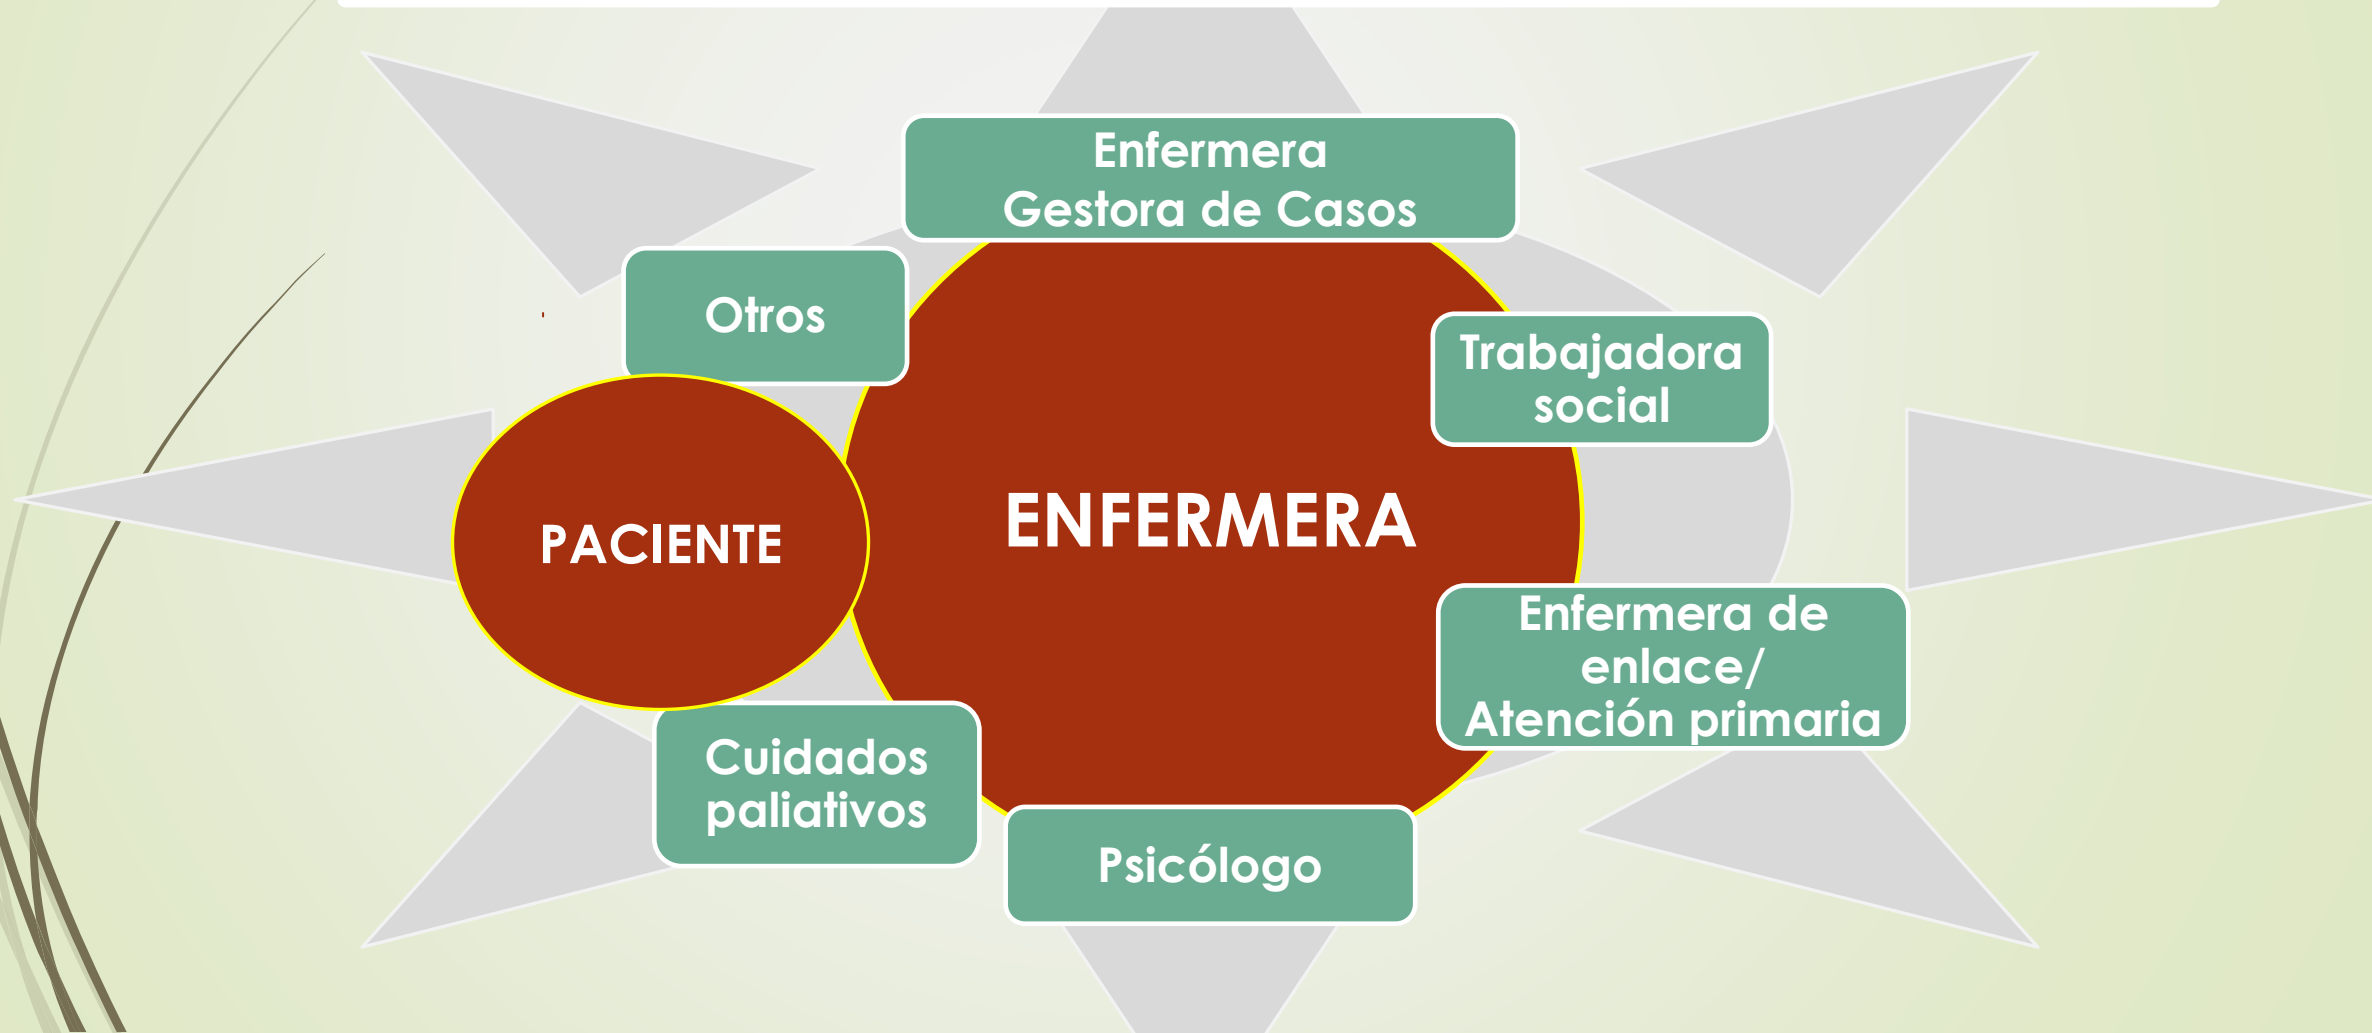 Enfermera
Gestora de Casos
Otros
Trabajadora
social
PACIENTE
ENFERMERA
Enfermera de
enlace/
Atención primaria
Cuidados
paliativos
Psicólogo